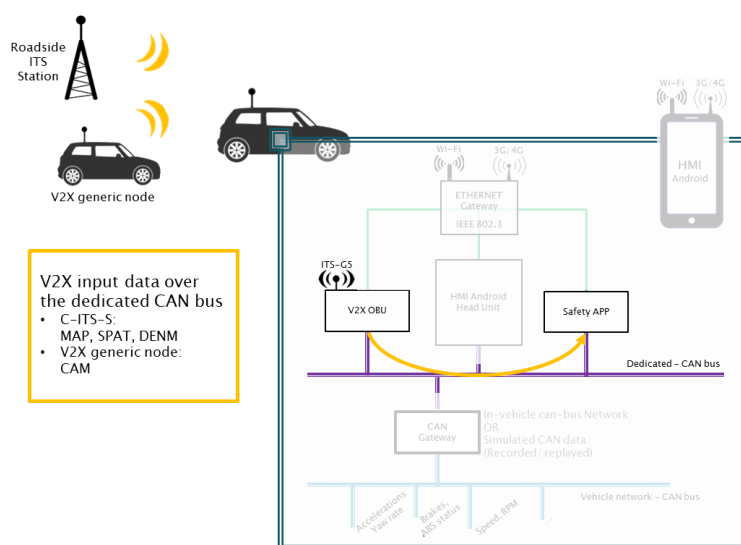 Roadside
ITS
Station
V2X generic node
Wi-Fi
3G/4G
HMI
Android
Wi-Fi
3G/4G
ETHERNET
Gateway
IEEE 802.3
ITS-G5
V2X OBU
HMI Android
Head Unit
Safety APP
V2X input data over
the dedicated CAN bus
• C-ITS-S:
MAP, SPAT, DENM
• V2X generic node:
CAM
Dedicated - CAN bus
CAN
Gateway
In-vehicle can-bus Network
OR
Simulated CAN data
(Recorded/ replayed)
Vehicle network - CAN bus
Accelerations
Yaw rate
Brakes,
ABS status
Speed, RPM
...